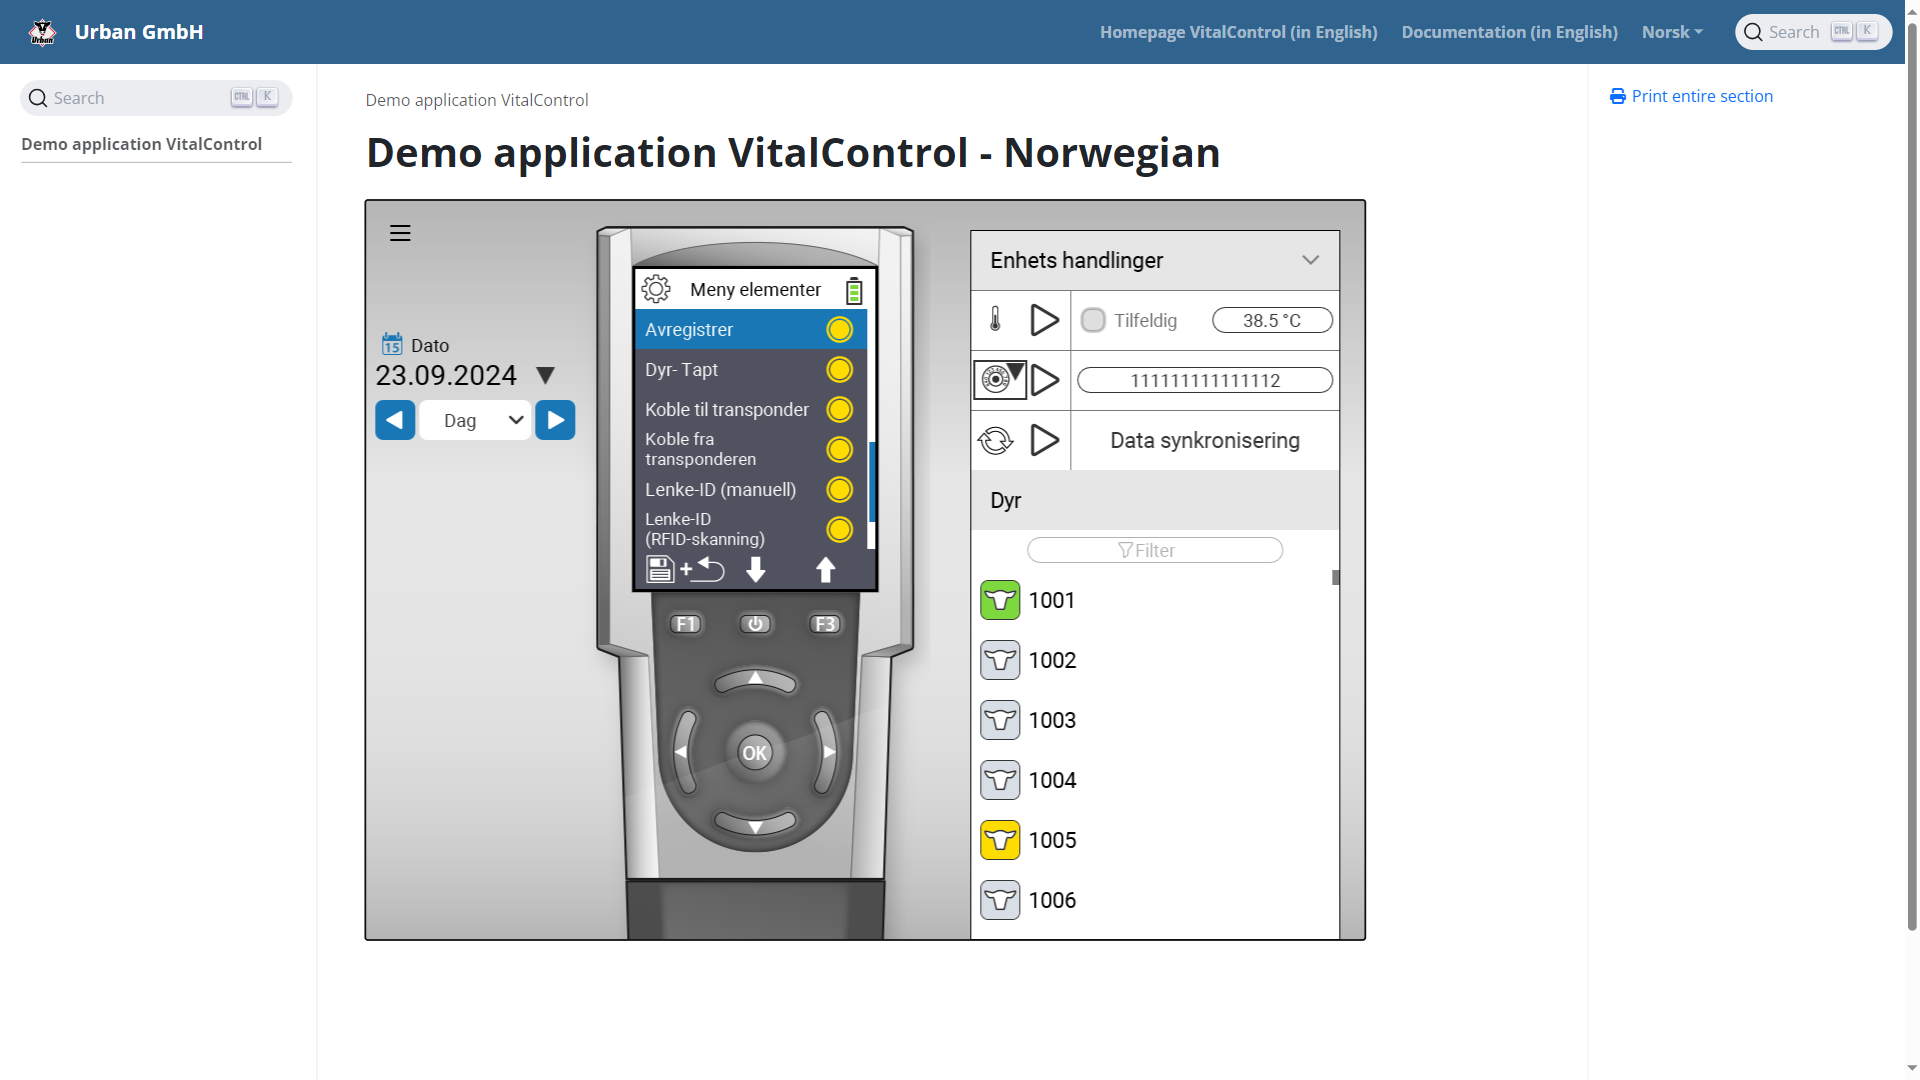 Urban GmbH
Homepage VitalControl (in English)
Documentation (in English)
Norsk
Search CTRL K
Search CTRL K
Demo application VitalControl
Demo application VitalControl
Print entire section
Demo application VitalControl - Norwegian
15
Dato
23.09.2024
Dag
Meny elementer
Avregistrer
Dyr- Tapt
Koble til transponder
Koble fra
transponderen
Lenke-ID (manuell)
Lenke-ID
(RFID-skanning)
F1
F3
OK
Enhets handlinger
Tilfeldig
38.5 °C
111111111111112
Data synkronisering
Dyr
Filter
1001
1002
1003
1004
1005
1006